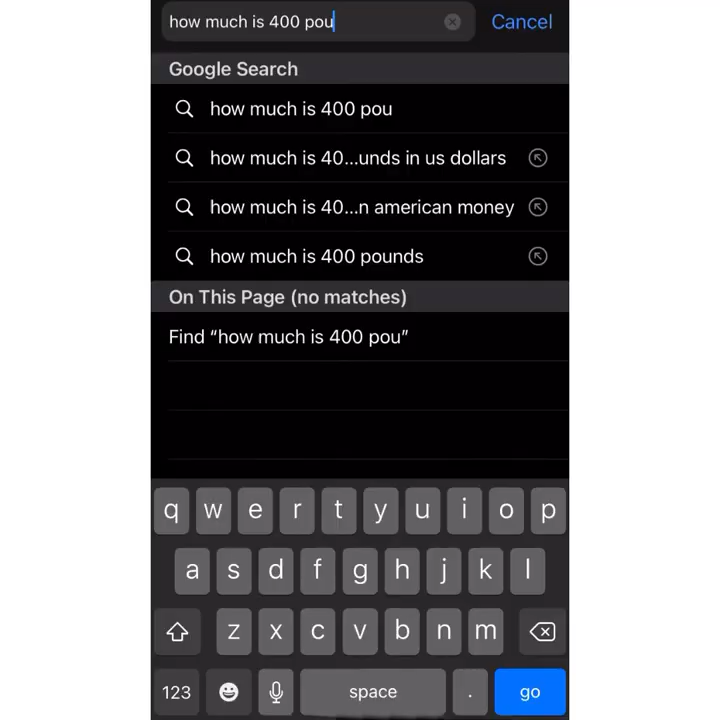 how much is 400 pou
Cancel
Google Search
how much is 400 pou
how much is 40...unds in us dollars
how much is 40...n american money
how much is 400 pounds
On This Page (no matches)
Find “how much is 400 pou”
q w e r t y u i o p
a s d f g h j k l
z x c v b n m
123 space . go